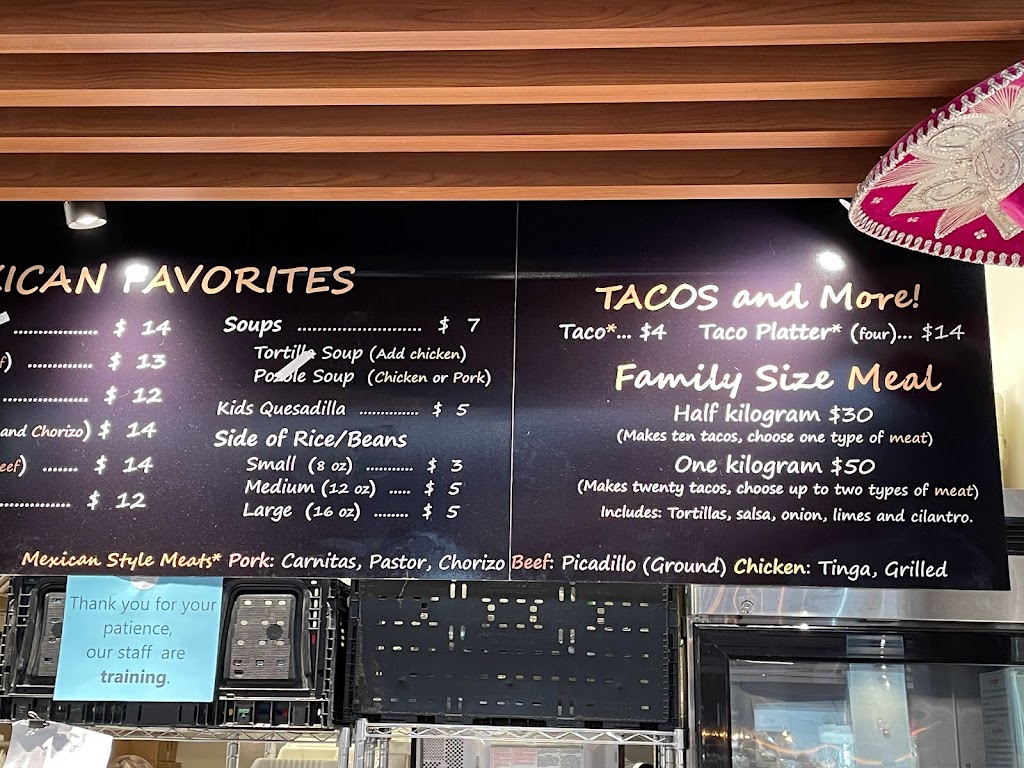 XICAN FAVORITES
.................. $ 14
f) ............. $ 13
.................. $ 12
and Chorizo) $ 14
eef) ....... $ 14
............... $ 12
Soups ......................... $ 7
Tortilla Soup (Add chicken)
Pozole Soup (Chicken or Pork)
Kids Quesadilla ............. $ 5
Side of Rice/Beans
Small (8 oz) ........... $ 3
Medium (12 oz) ..... $ 5
Large (16 oz) ........ $ 5
TACOS and More!
Taco*... $4 Taco Platter* (four)... $14
Family Size Meal
Half kilogram $30
(Makes ten tacos, choose one type of meat)
One kilogram $50
(Makes twenty tacos, choose up to two types of meat)
Includes: Tortillas, salsa, onion, limes and cilantro.
Mexican Style Meats* Pork: Carnitas, Pastor, Chorizo Beef: Picadillo (Ground) Chicken: Tinga, Grilled
Thank you for your
patience,
our staff are
training.